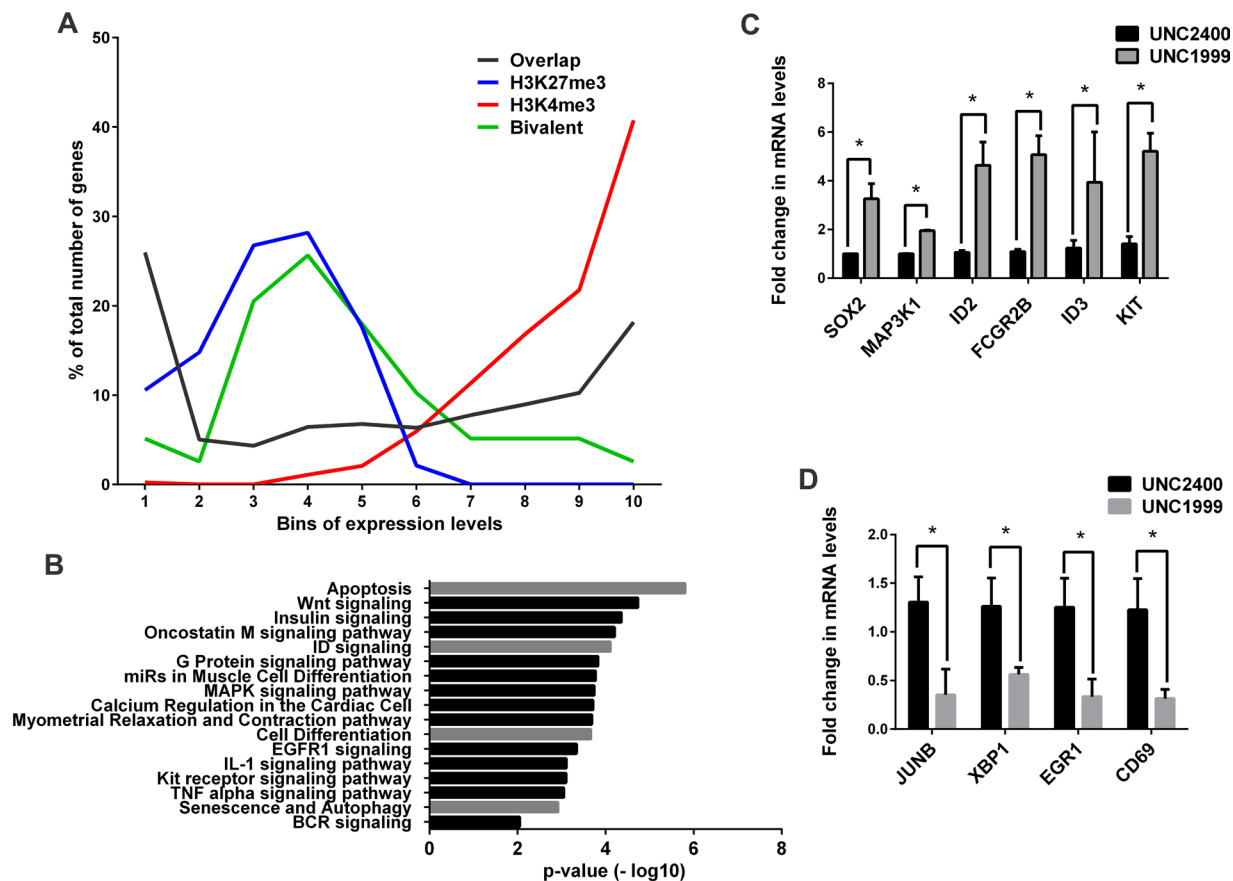 A
50
40
30
20
10
0
% of total number of genes
Overlap
H3K27me3
H3K4me3
Bivalent
1 2 3 4 5 6 7 8 9 10
Bins of expression levels
B
Apoptosis
Wnt signaling
Insulin signaling
Oncostatin M signaling pathway
ID signaling
G Protein signaling pathway
miRs in Muscle Cell Differentiation
MAPK signaling pathway
Calcium Regulation in the Cardiac Cell
Myometrial Relaxation and Contraction pathway
Cell Differentiation
EGFR1 signaling
IL-1 signaling pathway
Kit receptor signaling pathway
TNF alpha signaling pathway
Senescence and Autophagy
BCR signaling
0 2 4 6 8
p-value (- log10)
C
UNC2400
UNC1999
Fold change in mRNA levels
8
6
4
2
0
* * * * * *
SOX2 MAP3K1 ID2 FCGR2B ID3 KIT
D
UNC2400
UNC1999
Fold change in mRNA levels
2.0
1.5
1.0
0.5
0.0
* * * *
JUNB XBP1 EGR1 CD69